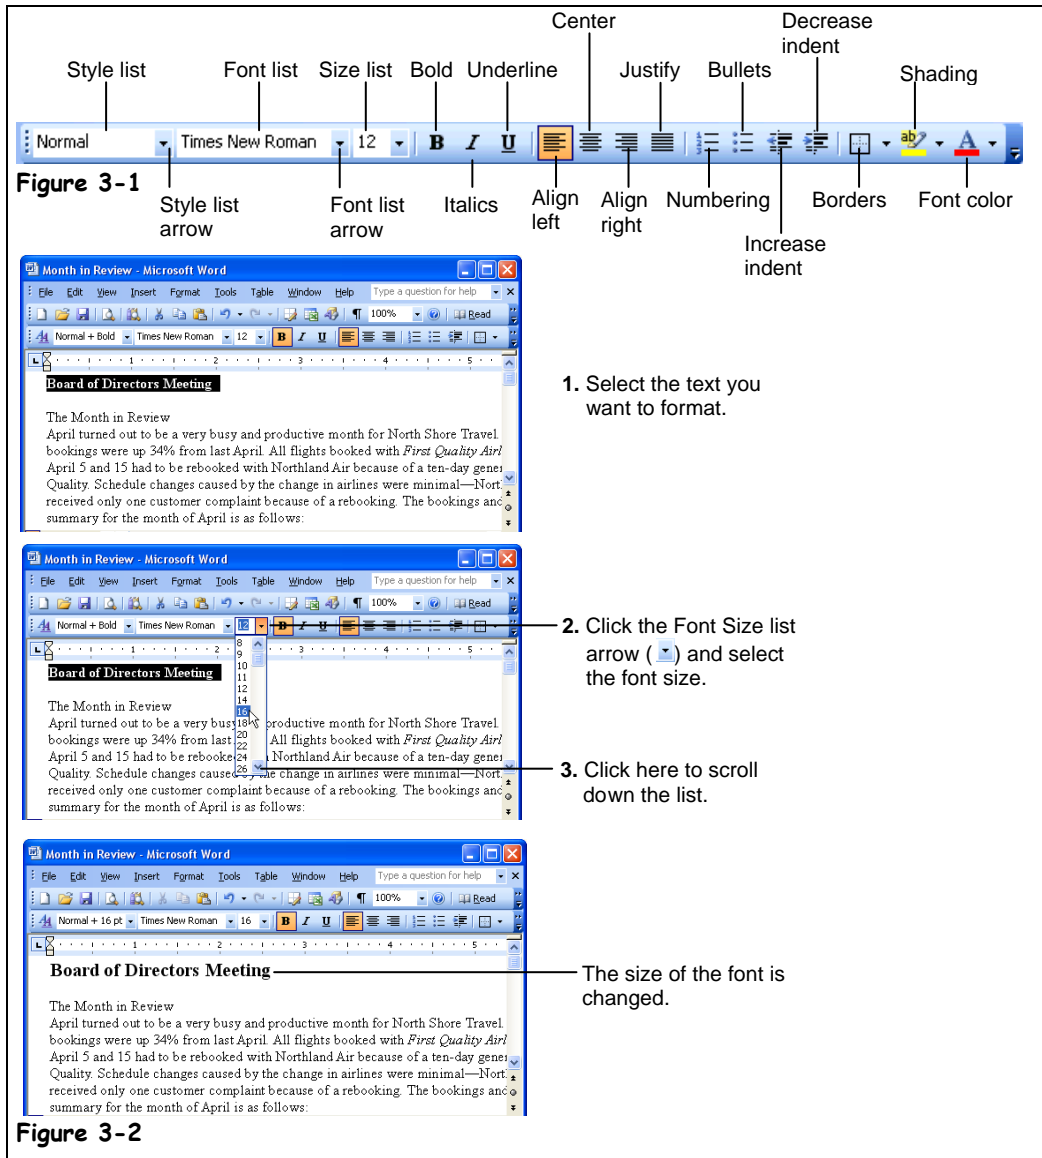 Center
Decrease
indent
Style list
Font list
Size list
Bold
Underline
Justify
Bullets
Shading
Normal
Times New Roman
12
B
I
U
ab
A
Figure 3-1
Style list
arrow
Font list
arrow
Italics
Align
left
Align
right
Numbering
Increase
indent
Borders
Font color
Month in Review - Microsoft Word
File Edit View Insert Format Tools Table Window Help Type a question for help
100% Read
Normal + Bold Times New Roman 12 B I U
1 2 3 4 5
Board of Directors Meeting
The Month in Review
April turned out to be a very busy and productive month for North Shore Travel.
bookings were up 34% from last April. All flights booked with First Quality Airl
April 5 and 15 had to be rebooked with Northland Air because of a ten-day gener
Quality. Schedule changes caused by the change in airlines were minimal—Nort
received only one customer complaint because of a rebooking. The bookings and
summary for the month of April is as follows:
1. Select the text you
want to format.
Month in Review - Microsoft Word
File Edit View Insert Format Tools Table Window Help Type a question for help
100% Read
Normal + Bold Times New Roman 12 B I U
8
9
10
11
12
14
16
18
20
22
24
26
1 2 3 4 5
Board of Directors Meeting
The Month in Review
April turned out to be a very busy productive month for North Shore Travel.
bookings were up 34% from last All flights booked with First Quality Airl
April 5 and 15 had to be rebooke Northland Air because of a ten-day gener
Quality. Schedule changes caused by the change in airlines were minimal—Nort
received only one customer complaint because of a rebooking. The bookings and
summary for the month of April is as follows:
2. Click the Font Size list
arrow ( ) and select
the font size.
3. Click here to scroll
down the list.
Month in Review - Microsoft Word
File Edit View Insert Format Tools Table Window Help Type a question for help
100% Read
Normal + 16 pt Times New Roman 16 B I U
1 2 3 4 5
Board of Directors Meeting
The Month in Review
April turned out to be a very busy and productive month for North Shore Travel.
bookings were up 34% from last April. All flights booked with First Quality Airl
April 5 and 15 had to be rebooked with Northland Air because of a ten-day gener
Quality. Schedule changes caused by the change in airlines were minimal—Nort
received only one customer complaint because of a rebooking. The bookings and
summary for the month of April is as follows:
The size of the font is
changed.
Figure 3-2